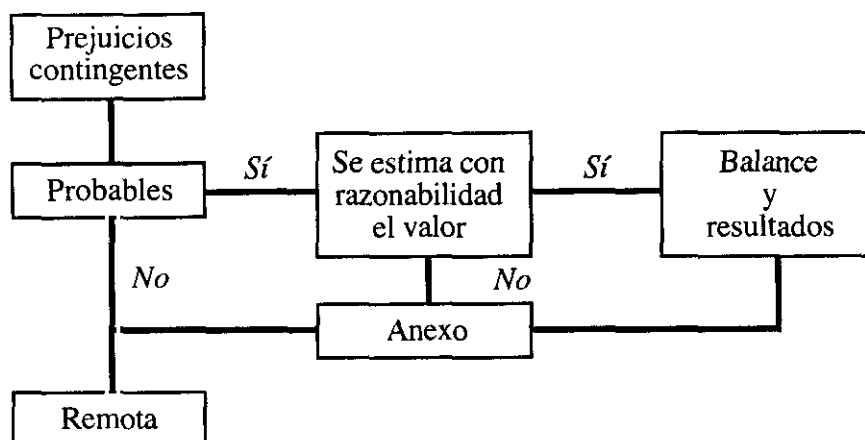 Prejuicios
contingentes
Probables
Sí
Se estima con
razonabilidad
el valor
Sí
Balance
y
resultados
No
No
Anexo
Remota